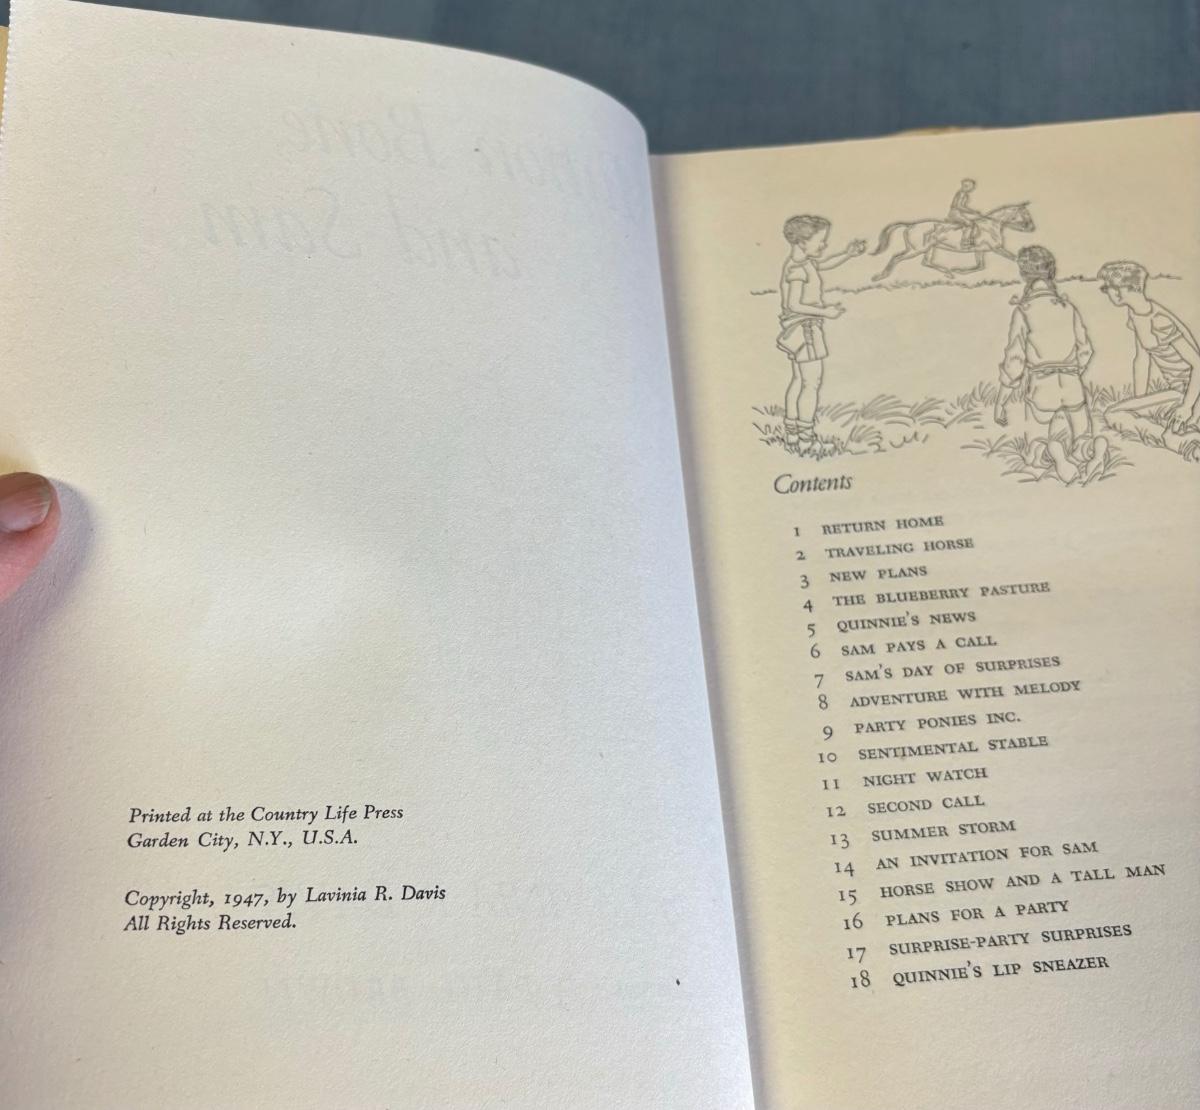 Printed at the Country Life Press
Garden City, N.Y., U.S.A.
Copyright, 1947, by Lavinia R. Davis
All Rights Reserved.
Contents
1 RETURN HOME
2 TRAVELING HORSE
3 NEW PLANS
4 THE BLUEBERRY PASTURE
5 QUINNIE'S NEWS
6 SAM PAYS A CALL
7 SAM'S DAY OF SURPRISES
8 ADVENTURE WITH MELODY
9 PARTY PONIES INC.
10 SENTIMENTAL STABLE
11 NIGHT WATCH
12 SECOND CALL
13 SUMMER STORM
14 AN INVITATION FOR SAM
15 HORSE SHOW AND A TALL MAN
16 PLANS FOR A PARTY
17 SURPRISE-PARTY SURPRISES
18 QUINNIE'S LIP SNEAZER